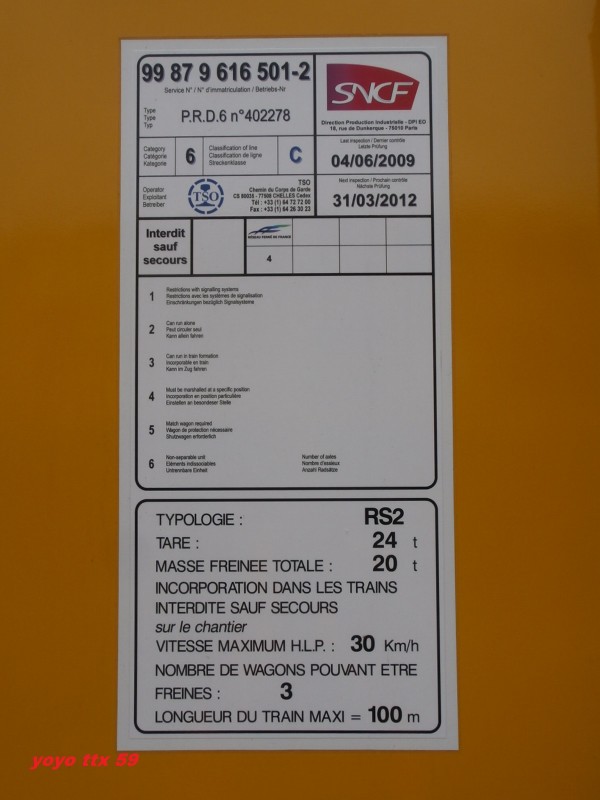 99 87 9 616 501-2
Service N° / N° d'immatriculation / Betriebs-Nr
Type
Type
Typ
P.R.D.6 n°402278
SNCF
Direction Production Industrielle - DPI EO
18, rue de Dunkerque - 75010 Paris
Category
Catégorie
Kategorie
6
Classification of line
Classification de ligne
Streckenklasse
C
Last inspection / Dernier contrôle
Letzte Prüfung
04/06/2009
Operator
Exploitant
Betreiber
TSO
TSO
Chemin du Corps de Garde
CS 80035 - 77508 CHELLES Cedex
Tél : +33 (1) 64 72 72 00
Fax : +33 (1) 64 26 30 23
Next inspection / Prochain contrôle
Nächste Prüfung
31/03/2012
Interdit
sauf
secours
RESEAU FERRE DE FRANCE
4
1
Restrictions with signalling systems
Restrictions avec les systèmes de signalisation
Einschränkungen bezüglich Signalsysteme
2
Can run alone
Peut circuler seul
Kann allein fahren
3
Can run in train formation
Incorporable en train
Kann im Zug fahren
4
Must be marshalled at a specific position
Incorporation en position particulière
Einstellen an besondeser Stelle
5
Match wagon required
Wagon de protection nécessaire
Shutzwagen erforderlich
6
Non-separable unit
Eléments indissociables
Untrennbare Einheit
Number of axles
Nombre d'essieux
Anzahl Radsätze
TYPOLOGIE : RS2
TARE : 24 t
MASSE FREINEE TOTALE : 20 t
INCORPORATION DANS LES TRAINS
INTERDITE SAUF SECOURS
sur le chantier
VITESSE MAXIMUM H.L.P. : 30 Km/h
NOMBRE DE WAGONS POUVANT ETRE
FREINES : 3
LONGUEUR DU TRAIN MAXI = 100 m
yoyo ttx 59